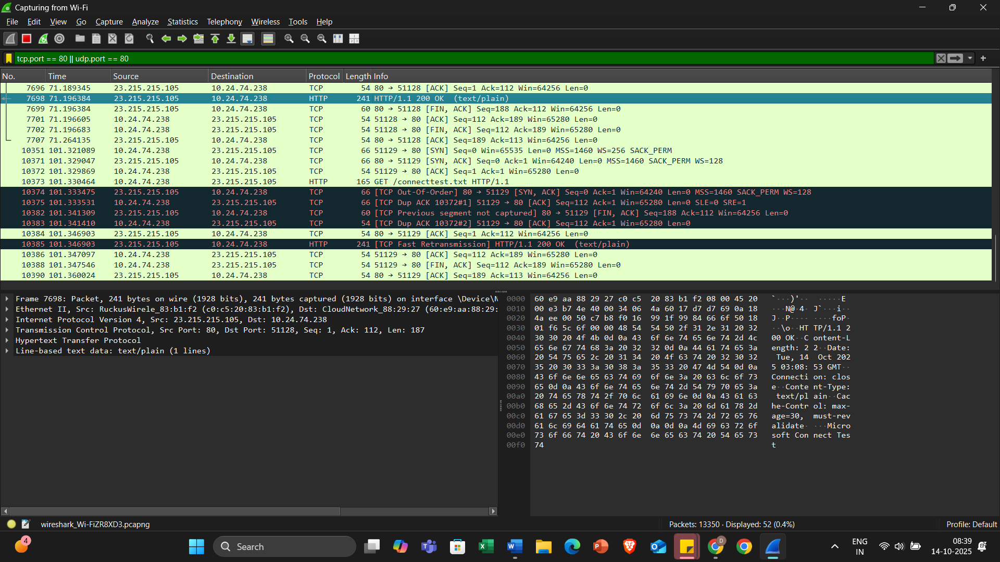 Capturing from Wi-Fi
File Edit View Go Capture Analyze Statistics Telephony Wireless Tools Help
tcp.port == 80 || udp.port == 80
No. Time Source Destination Protocol Length Info
7696 71.189345 23.215.215.105 10.24.74.238 TCP 54 80 → 51128 [ACK] Seq=1 Ack=112 Win=64256 Len=0
7698 71.196384 23.215.215.105 10.24.74.238 HTTP 241 HTTP/1.1 200 OK (text/plain)
7699 71.196384 23.215.215.105 10.24.74.238 TCP 60 80 → 51128 [FIN, ACK] Seq=188 Ack=112 Win=64256 Len=0
7701 71.196605 10.24.74.238 23.215.215.105 TCP 54 51128 → 80 [ACK] Seq=112 Ack=189 Win=65280 Len=0
7702 71.196683 10.24.74.238 23.215.215.105 TCP 54 51128 → 80 [FIN, ACK] Seq=112 Ack=189 Win=65280 Len=0
7707 71.264135 23.215.215.105 10.24.74.238 TCP 54 80 → 51128 [ACK] Seq=189 Ack=113 Win=64256 Len=0
10351 101.321089 10.24.74.238 23.215.215.105 TCP 66 51129 → 80 [SYN] Seq=0 Win=65535 Len=0 MSS=1460 WS=256 SACK_PERM
10371 101.329047 23.215.215.105 10.24.74.238 TCP 66 80 → 51129 [SYN, ACK] Seq=0 Ack=1 Win=64240 Len=0 MSS=1460 SACK_PERM WS=128
10372 101.329869 10.24.74.238 23.215.215.105 TCP 54 51129 → 80 [ACK] Seq=1 Ack=1 Win=65280 Len=0
10373 101.330464 10.24.74.238 23.215.215.105 HTTP 165 GET /connecttest.txt HTTP/1.1
10374 101.333475 23.215.215.105 10.24.74.238 TCP 66 [TCP Out-Of-Order] 80 → 51129 [SYN, ACK] Seq=0 Ack=1 Win=64240 Len=0 MSS=1460 SACK_PERM WS=128
10375 101.333531 10.24.74.238 23.215.215.105 TCP 66 [TCP Dup ACK 10372#1] 51129 → 80 [ACK] Seq=112 Ack=1 Win=65280 Len=0 SLE=0 SRE=1
10382 101.341309 23.215.215.105 10.24.74.238 TCP 60 [TCP Previous segment not captured] 80 → 51129 [FIN, ACK] Seq=188 Ack=112 Win=64256 Len=0
10383 101.341410 10.24.74.238 23.215.215.105 TCP 54 [TCP Dup ACK 10372#2] 51129 → 80 [ACK] Seq=112 Ack=1 Win=65280 Len=0
10384 101.346903 23.215.215.105 10.24.74.238 TCP 54 80 → 51129 [ACK] Seq=1 Ack=112 Win=64256 Len=0
10385 101.346903 23.215.215.105 10.24.74.238 HTTP 241 [TCP Fast Retransmission] HTTP/1.1 200 OK (text/plain)
10386 101.347097 10.24.74.238 23.215.215.105 TCP 54 51129 → 80 [ACK] Seq=112 Ack=189 Win=65280 Len=0
10388 101.347546 10.24.74.238 23.215.215.105 TCP 54 51129 → 80 [FIN, ACK] Seq=112 Ack=189 Win=65280 Len=0
10390 101.360024 23.215.215.105 10.24.74.238 TCP 54 80 → 51129 [ACK] Seq=189 Ack=113 Win=64256 Len=0
Frame 7698: Packet, 241 bytes on wire (1928 bits), 241 bytes captured (1928 bits) on interface \Device\N
Ethernet II, Src: RuckusWirele_83:b1:f2 (c0:c5:20:83:b1:f2), Dst: CloudNetwork_88:29:27 (60:e9:aa:88:29:
Internet Protocol Version 4, Src: 23.215.215.105, Dst: 10.24.74.238
Transmission Control Protocol, Src Port: 80, Dst Port: 51128, Seq: 1, Ack: 112, Len: 187
Hypertext Transfer Protocol
Line-based text data: text/plain (1 lines)
0000 60 e9 aa 88 29 27 c0 c5 20 83 b1 f2 08 00 45 20 `···)'·· ·····E
0010 00 e3 b7 4e 40 00 34 06 4a 60 17 d7 d7 69 0a 18 ···N@·4· J`···i··
0020 4a ee 00 50 c7 b8 f0 16 99 1f 99 84 66 6f 50 18 J··P···· ····foP·
0030 01 f6 5c 6f 00 00 48 54 54 50 2f 31 2e 31 20 32 ··\o··HT TP/1.1 2
0040 30 30 20 4f 4b 0d 0a 43 6f 6e 74 65 6e 74 2d 4c 00 OK··C ontent-L
0050 65 6e 67 74 68 3a 20 32 32 0d 0a 44 61 74 65 3a ength: 2 2··Date:
0060 20 54 75 65 2c 20 31 34 20 4f 63 74 20 32 30 32 Tue, 14 Oct 202
0070 35 20 30 33 3a 30 38 3a 35 33 20 47 4d 54 0d 0a 5 03:08: 53 GMT··
0080 43 6f 6e 6e 65 63 74 69 6f 6e 3a 20 63 6c 6f 73 Connecti on: clos
0090 65 0d 0a 43 6f 6e 74 65 6e 74 2d 54 79 70 65 3a e··Conte nt-Type:
00a0 20 74 65 78 74 2f 70 6c 61 69 6e 0d 0a 43 61 63 text/pl ain··Cac
00b0 68 65 2d 43 6f 6e 74 72 6f 6c 3a 20 6d 61 78 2d he-Contr ol: max-
00c0 61 67 65 3d 33 30 2c 20 6d 75 73 74 2d 72 65 76 age=30, must-rev
00d0 61 6c 69 64 61 74 65 0d 0a 0d 0a 4d 69 63 72 6f alidate· ···Micro
00e0 73 6f 66 74 20 43 6f 6e 6e 65 63 74 20 54 65 73 soft Con nect Tes
00f0 74 t
wireshark_Wi-FiZR8XD3.pcapng
Packets: 13350 · Displayed: 52 (0.4%)
Profile: Default
4
Search
D
ENG
IN
08:39
14-10-2025